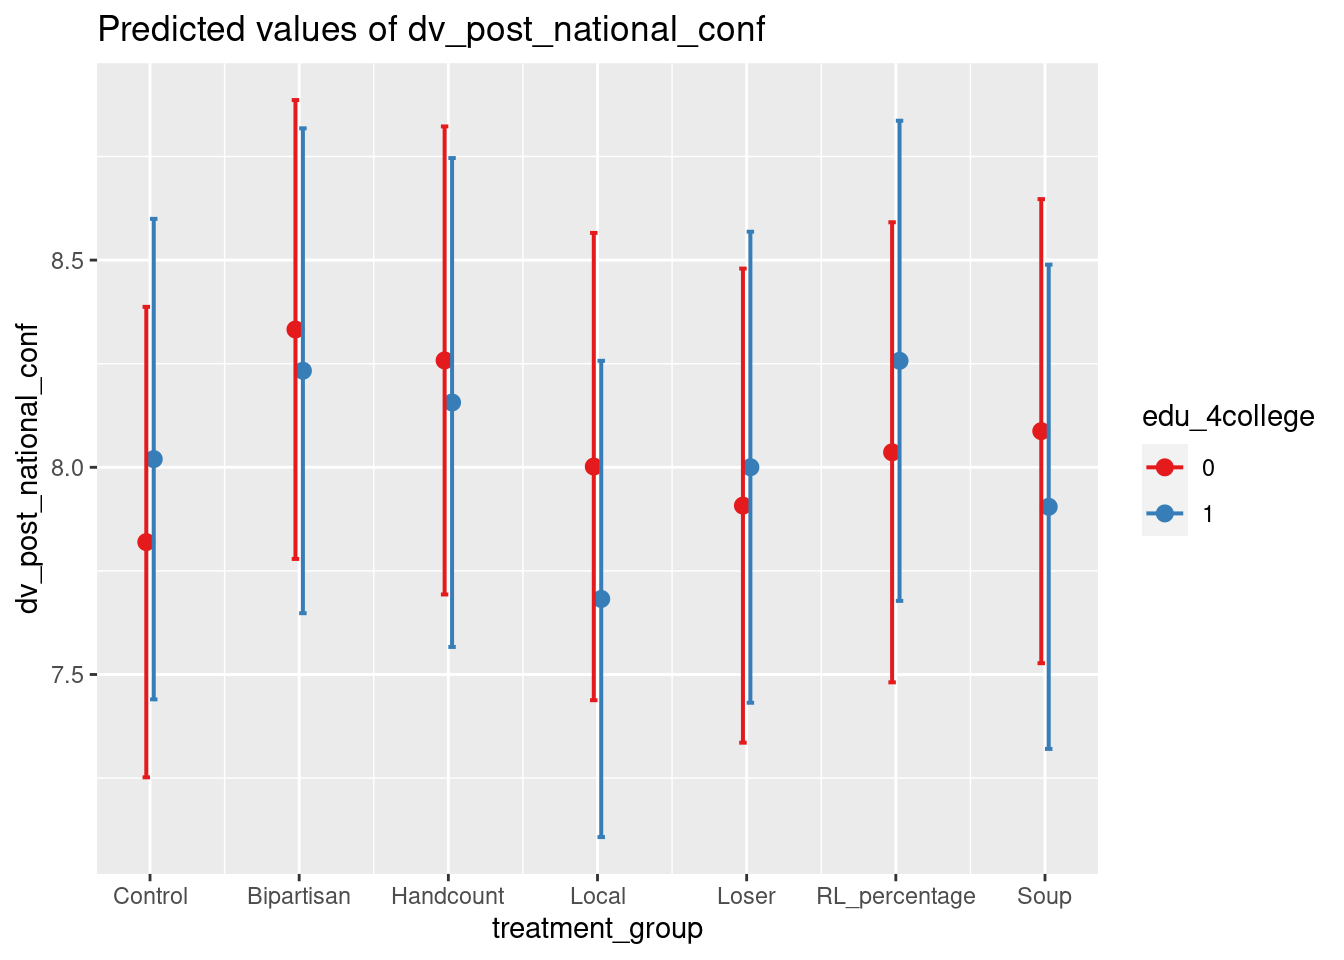 Predicted values of dv_post_national_conf
dv_post_national_conf
8.5
8.0
7.5
Control Bipartisan Handcount Local Loser RL_percentage Soup
treatment_group
edu_4college
0
1